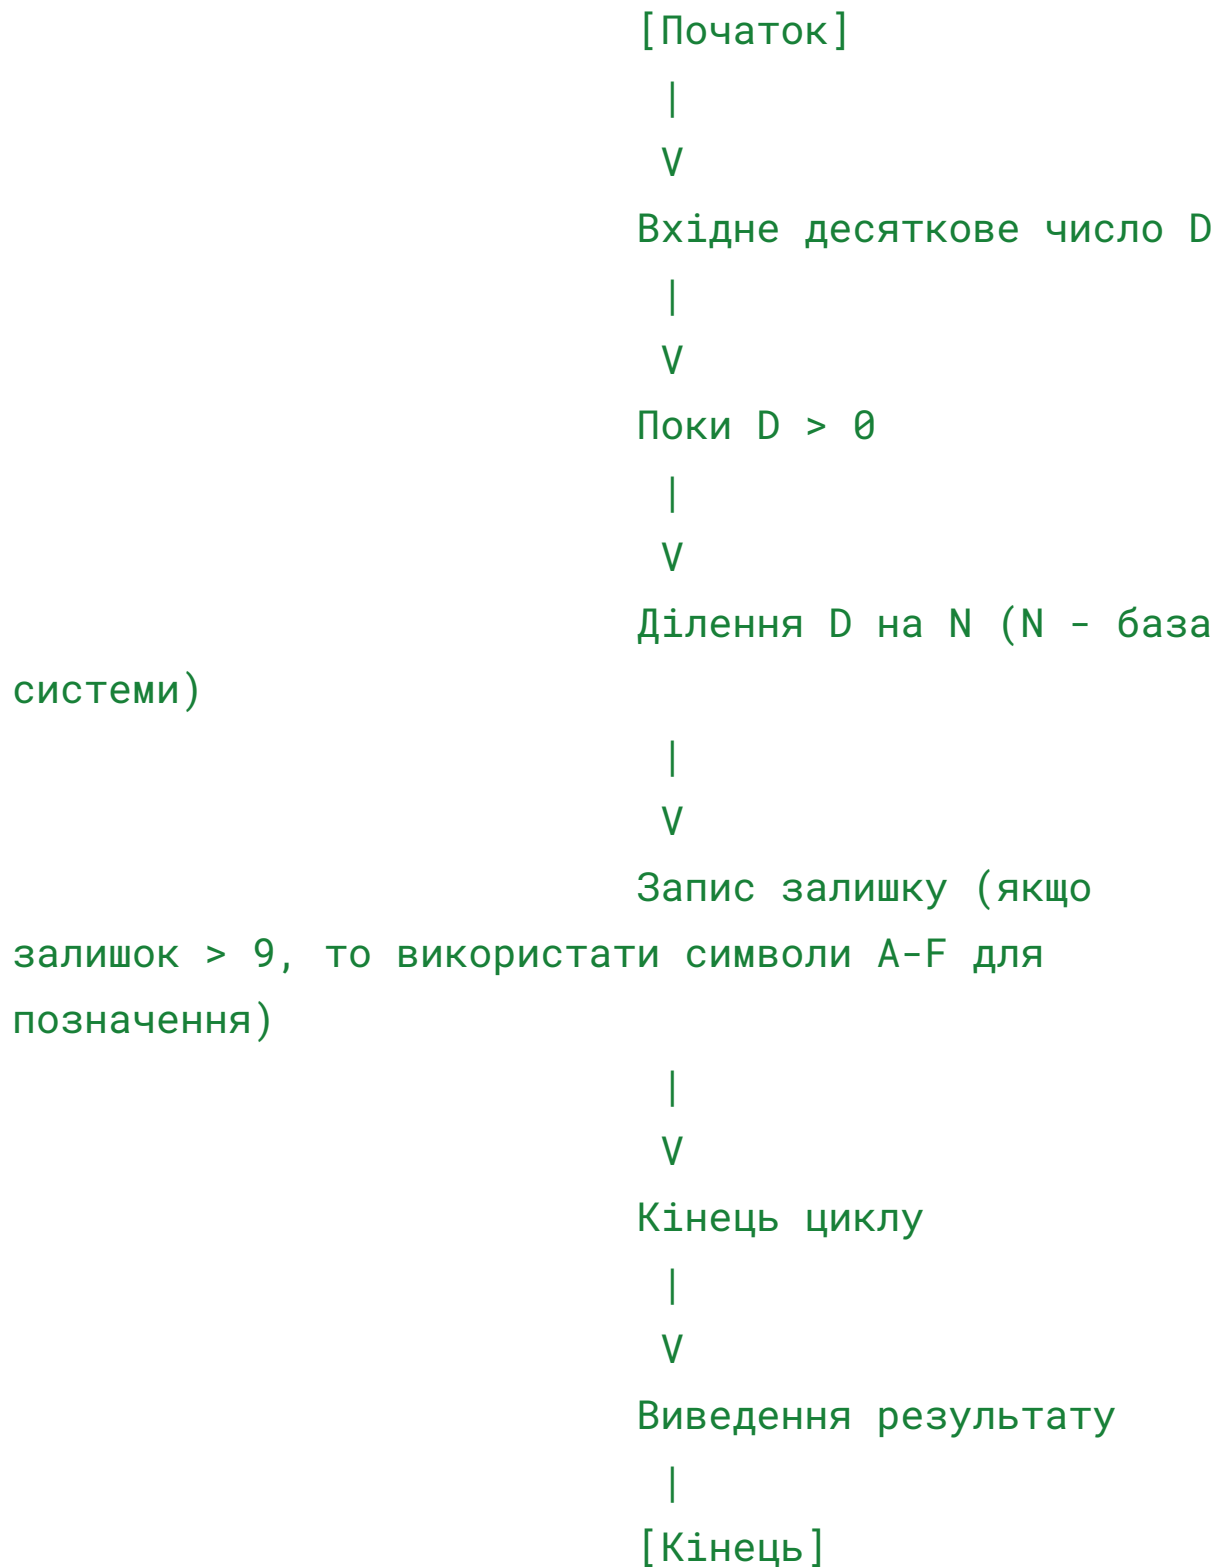 [Початок]
|
V
Вхідне десяткове число D
|
V
Поки D > 0
|
V
Ділення D на N (N - база
системи)
|
V
Запис залишку (якщо
залишок > 9, то використати символи A-F для
позначення)
|
V
Кінець циклу
|
V
Виведення результату
|
[Кінець]